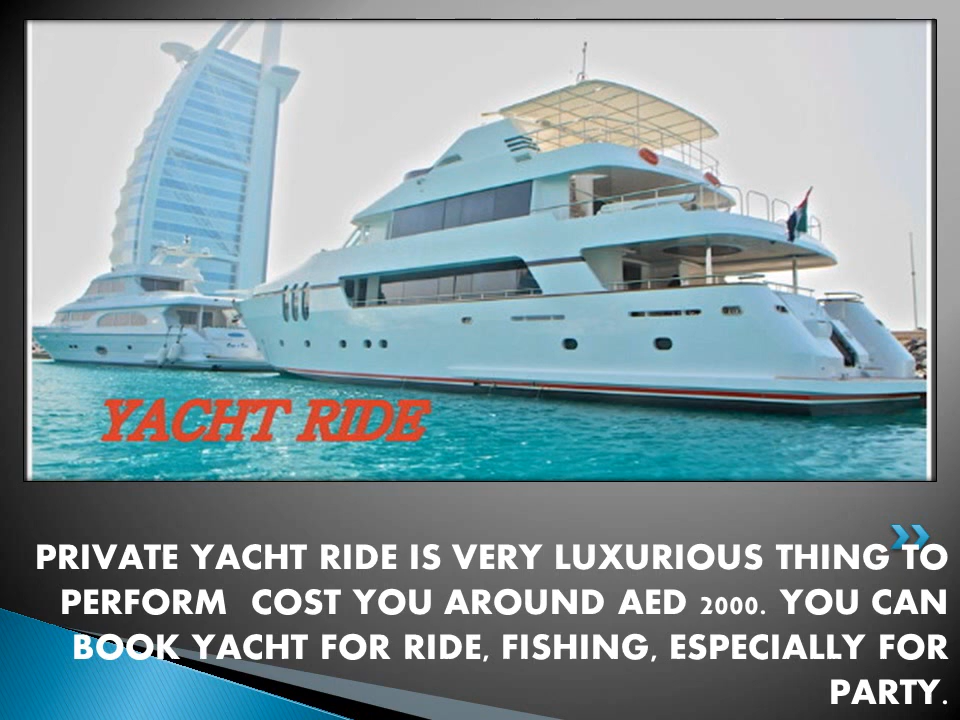 YACHT RIDE
PRIVATE YACHT RIDE IS VERY LUXURIOUS THING TO
PERFORM  COST YOU AROUND AED 2000. YOU CAN
BOOK YACHT FOR RIDE, FISHING, ESPECIALLY FOR
PARTY.